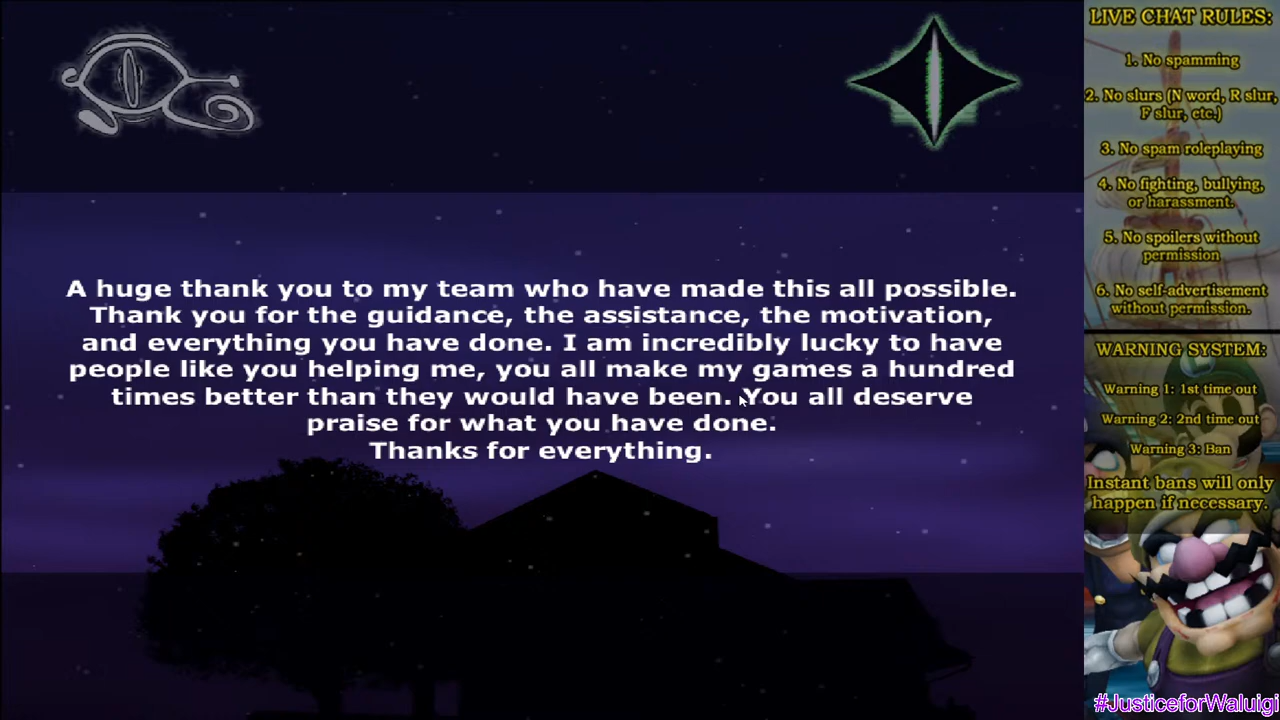 A huge thank you to my team who have made this all possible.
Thank you for the guidance, the assistance, the motivation,
and everything you have done. I am incredibly lucky to have
people like you helping me, you all make my games a hundred
times better than they would have been. You all deserve
praise for what you have done.
Thanks for everything.
LIVE CHAT RULES:
1. No spamming
2. No slurs (N word, R slur,
F slur, etc.)
3. No spam roleplaying
4. No fighting, bullying,
or harassment.
5. No spoilers without
permission
6. No self-advertisement
without permission.
WARNING SYSTEM:
Warning 1: 1st time out
Warning 2: 2nd time out
Warning 3: Ban
Instant bans will only
happen if necessary.
#JusticeforWaluigi